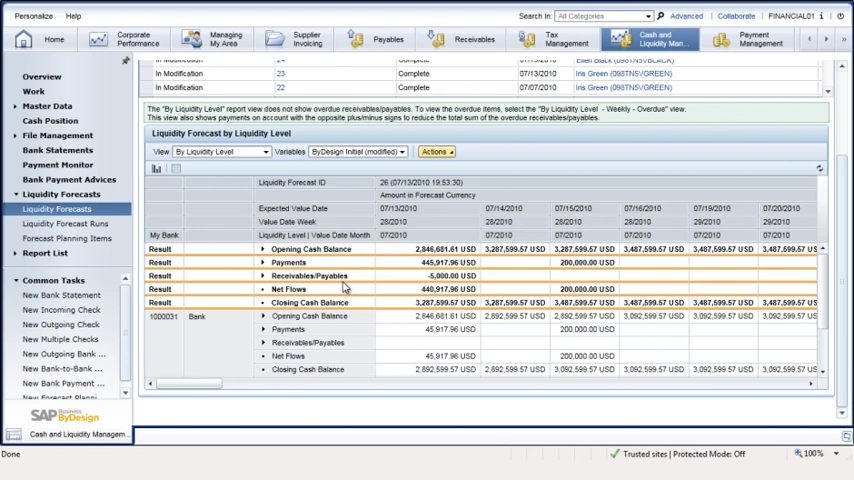 Personalize Help Search In: All Categories Advanced Collaborate FINANCIAL01
Home Corporate Performance Managing My Area Supplier Invoicing Payables Receivables Tax Management Cash and Liquidity Man... Payment Management
Overview
Work
Master Data
Cash Position
File Management
Bank Statements
Payment Monitor
Bank Payment Advices
Liquidity Forecasts
Liquidity Forecasts
Liquidity Forecast Runs
Forecast Planning Items
Report List
Common Tasks
New Bank Statement
New Incoming Check
New Outgoing Check
New Multiple Checks
New Outgoing Bank ...
New Bank-to-Bank ...
New Bank Payment ...
New Forecast Planni...
SAP Business ByDesign
Cash and Liquidity Managem...
In Modification 24 Complete 07/13/2010 Ellen Black (098TN5V\BLACK)
In Modification 23 Complete 07/13/2010 Iris Green (098TN5V\GREEN)
In Modification 22 Complete 07/07/2010 Iris Green (098TN5V\GREEN)
The "By Liquidity Level" report view does not show overdue receivables/payables. To view the overdue items, select the "By Liquidity Level - Weekly - Overdue" view.
This view also shows payments on account with the opposite plus/minus signs to reduce the total sum of the overdue receivables/payables.
Liquidity Forecast by Liquidity Level
View By Liquidity Level Variables ByDesign Initial (modified) Actions
Liquidity Forecast ID 26 (07/13/2010 19:53:30)
Amount in Forecast Currency
Expected Value Date 07/13/2010 07/14/2010 07/15/2010 07/16/2010 07/19/2010 07/20/2010
Value Date Week 28/2010 28/2010 28/2010 28/2010 29/2010 29/2010
My Bank Liquidity Level | Value Date Month 07/2010 07/2010 07/2010 07/2010 07/2010 07/2010
Result Opening Cash Balance 2,846,681.61 USD 3,287,599.57 USD 3,287,599.57 USD 3,487,599.57 USD 3,487,599.57 USD 3,487,599.57 US
Result Payments 445,917.96 USD 200,000.00 USD
Result Receivables/Payables -5,000.00 USD
Result Net Flows 440,917.96 USD 200,000.00 USD
Result Closing Cash Balance 3,287,599.57 USD 3,287,599.57 USD 3,487,599.57 USD 3,487,599.57 USD 3,487,599.57 USD 3,487,599.57 US
1000031 Bank Opening Cash Balance 2,846,681.61 USD 2,892,599.57 USD 2,892,599.57 USD 3,092,599.57 USD 3,092,599.57 USD 3,092,599.57 US
Payments 45,917.96 USD 200,000.00 USD
Receivables/Payables
Net Flows 45,917.96 USD 200,000.00 USD
Closing Cash Balance 2,892,599.57 USD 2,892,599.57 USD 3,092,599.57 USD 3,092,599.57 USD 3,092,599.57 USD 3,092,599.57 US
Done Trusted sites | Protected Mode: Off 100%